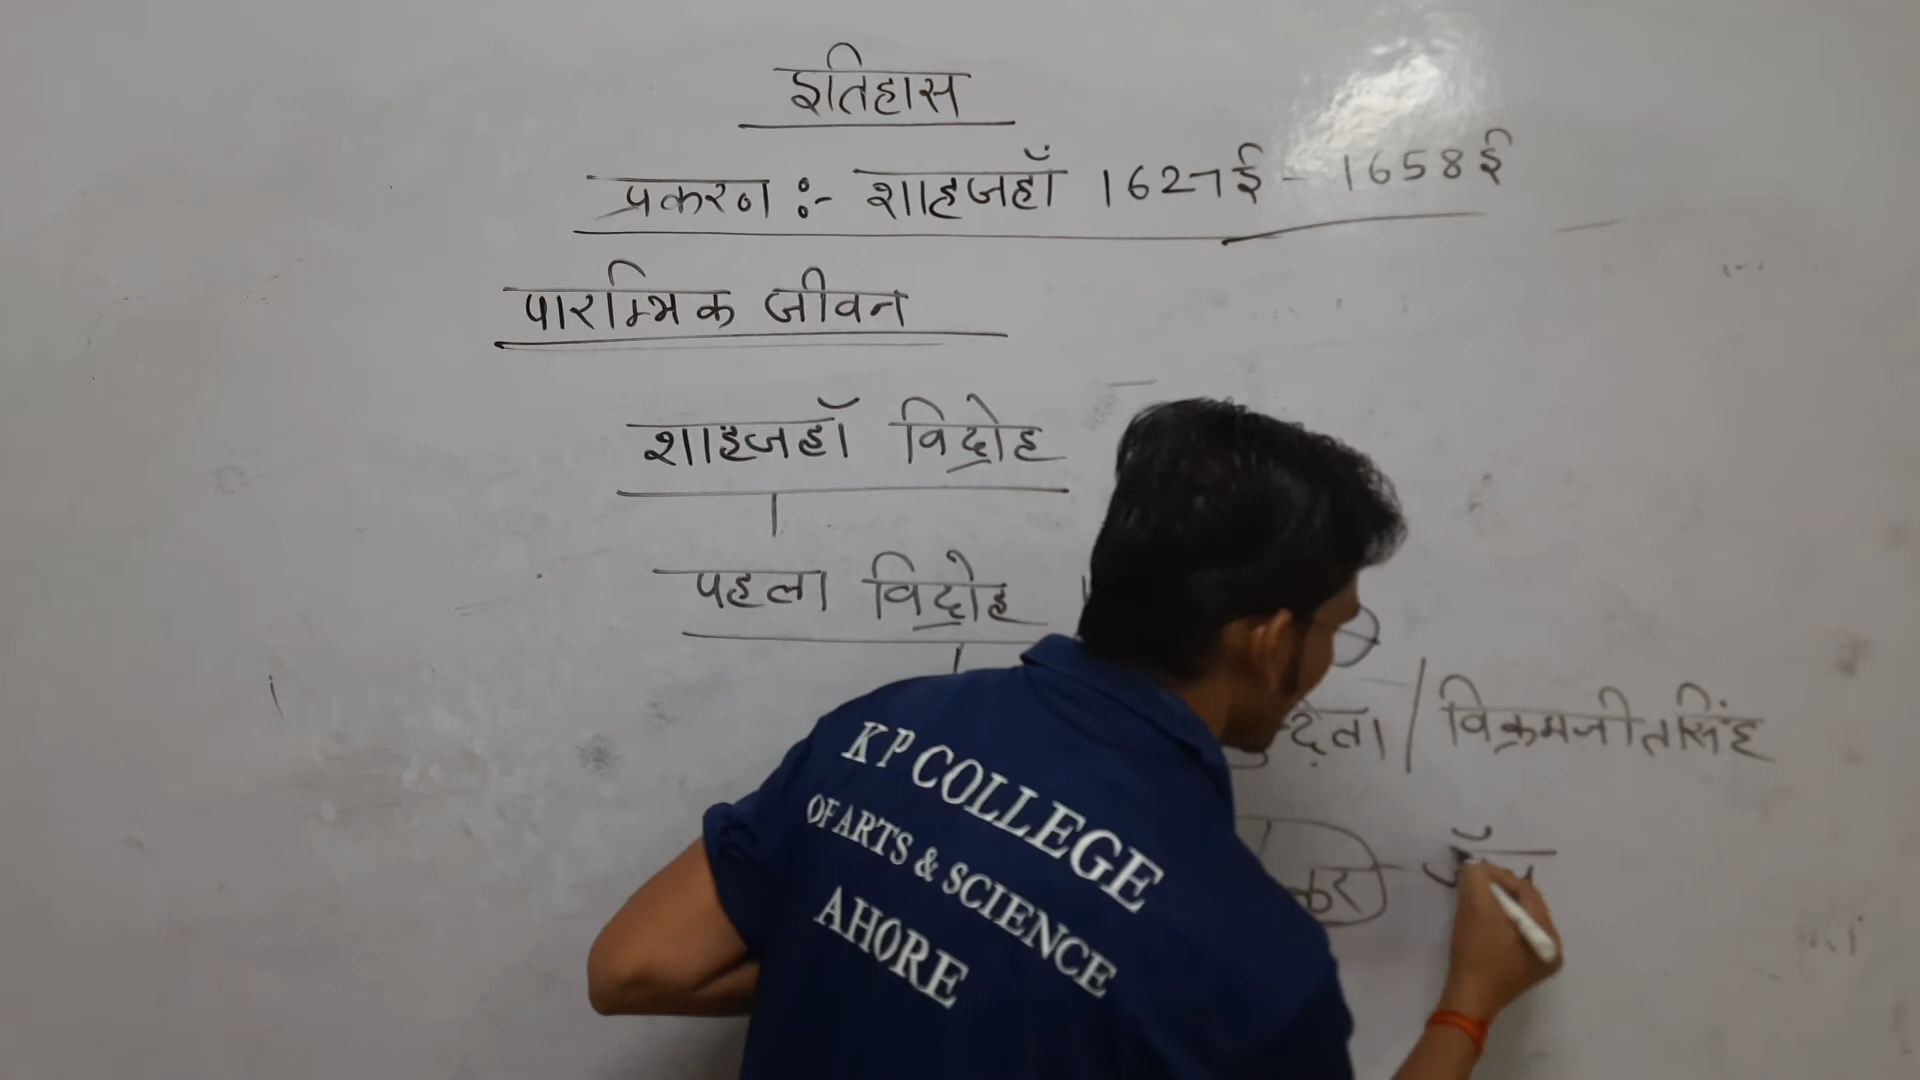 इतिहास
प्रकरण :- शाहजहाँ 1627ई - 1658ई
पारम्भिक जीवन
शाहजहाँ विद्रोह
पहला विद्रोह
/ विक्रमजीतसिंह
KP COLLEGE
OF ARTS & SCIENCE
AHORE